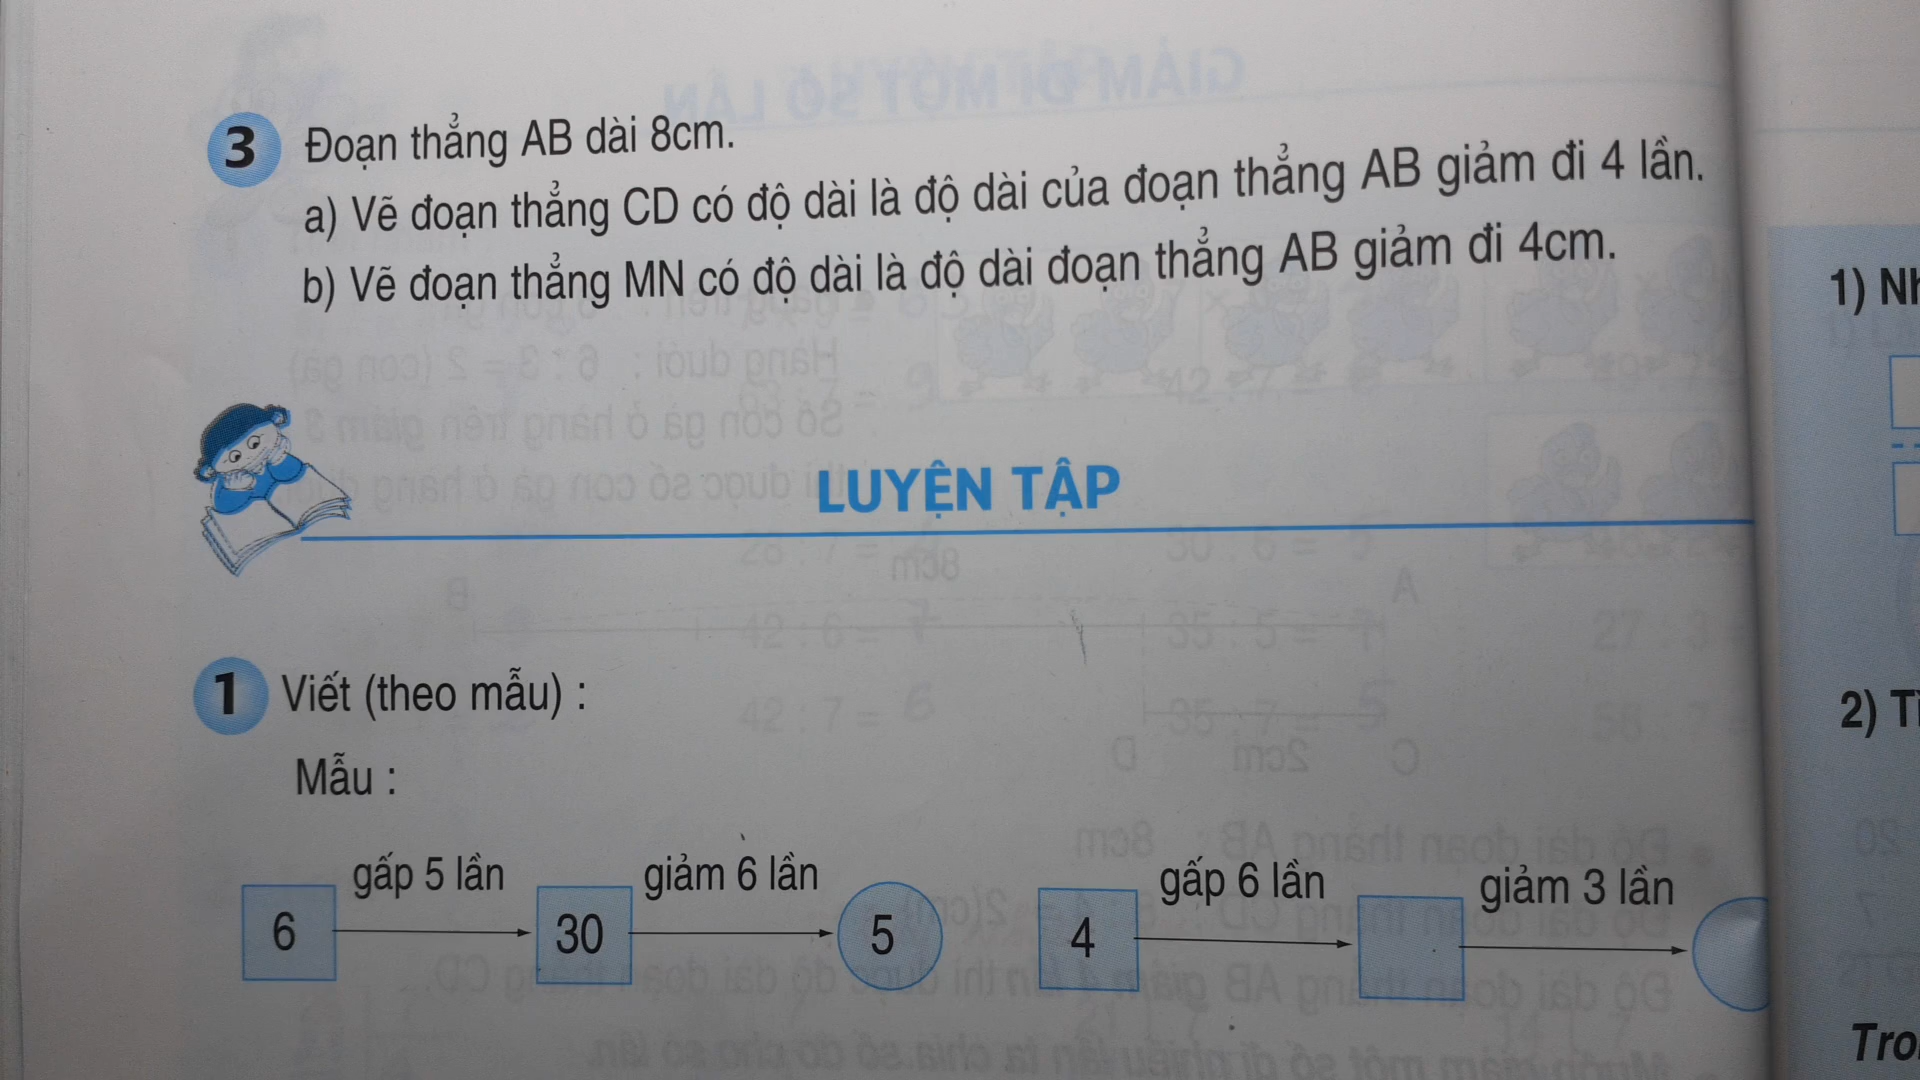 3 Đoạn thẳng AB dài 8cm.
a) Vẽ đoạn thẳng CD có độ dài là độ dài của đoạn thẳng AB giảm đi 4 lần.
b) Vẽ đoạn thẳng MN có độ dài là độ dài đoạn thẳng AB giảm đi 4cm.
LUYỆN TẬP
1 Viết (theo mẫu) :
Mẫu :
gấp 5 lần giảm 6 lần gấp 6 lần giảm 3 lần
6 30 5 4
1)
2)